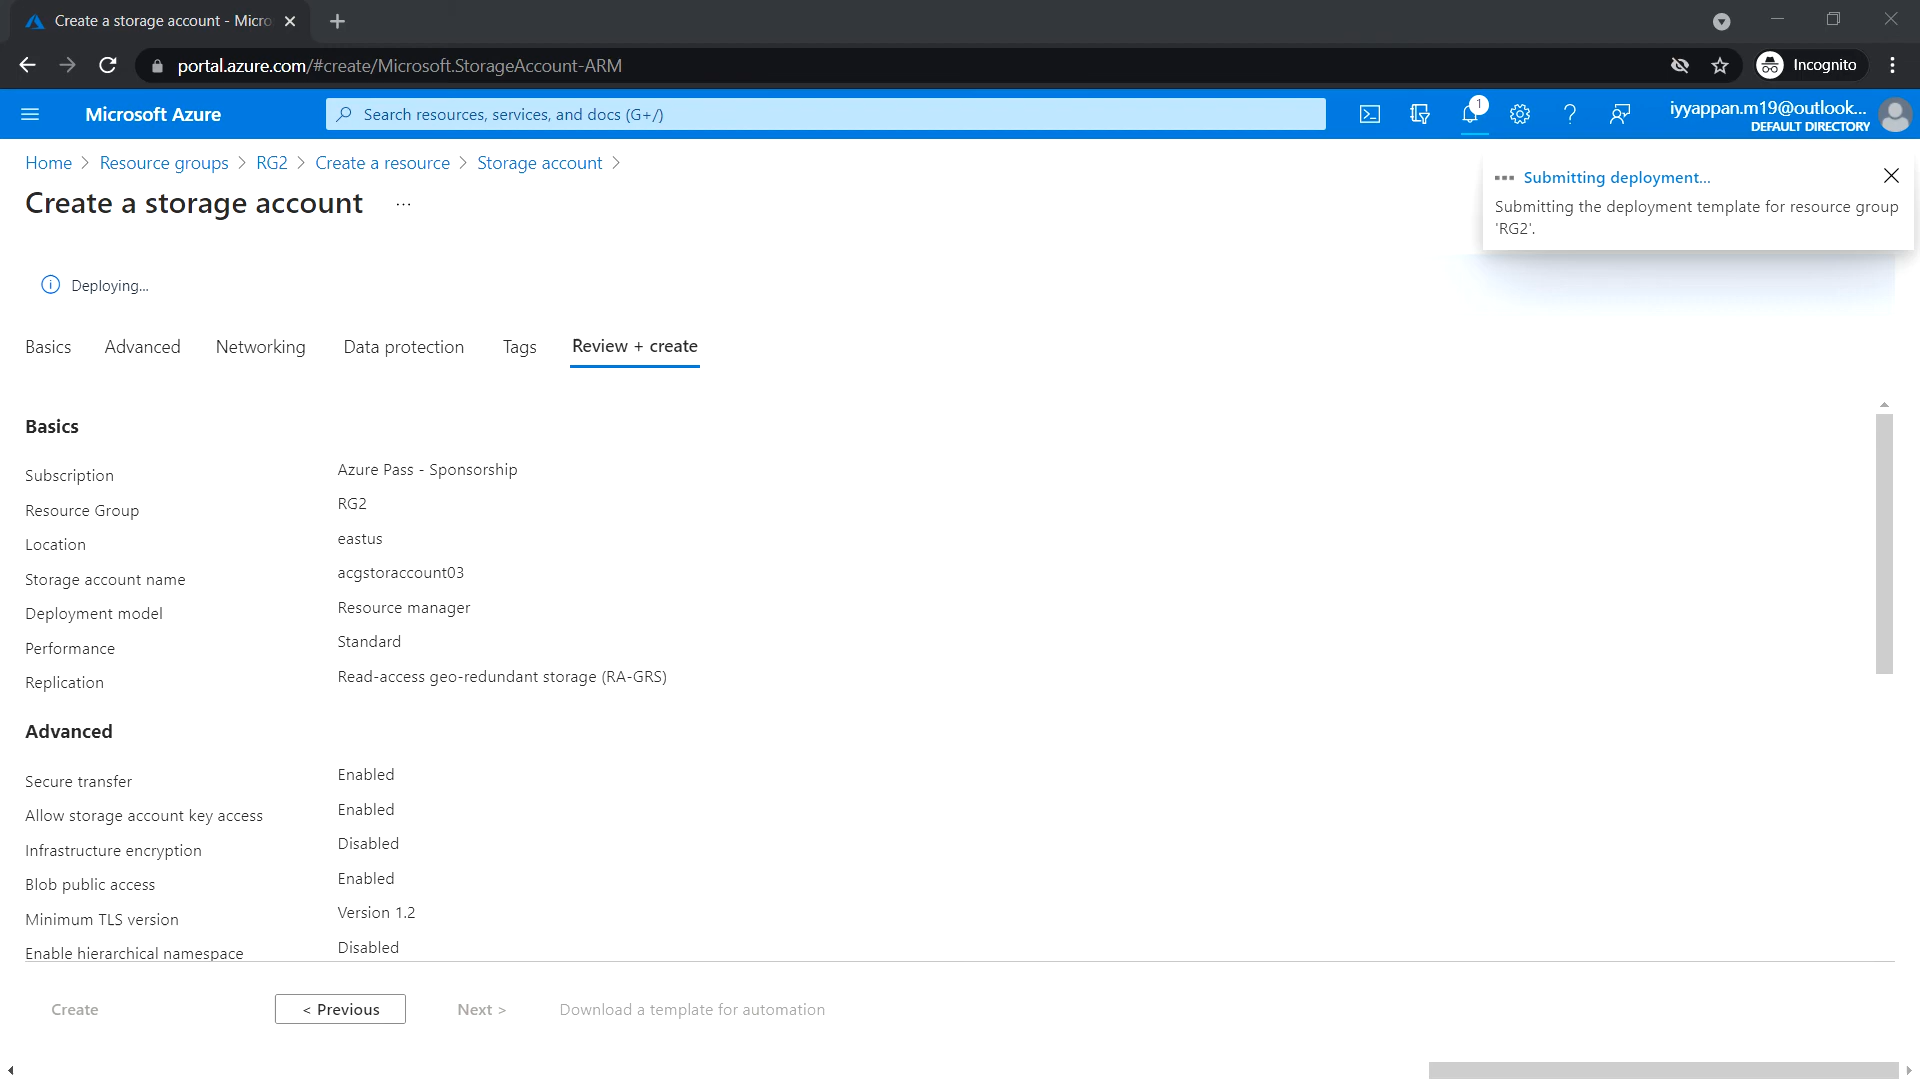 Create a storage account - Micro
portal.azure.com/#create/Microsoft.StorageAccount-ARM
Incognito
Microsoft Azure
Search resources, services, and docs (G+/)
1
iyyappan.m19@outlook...
DEFAULT DIRECTORY
Home > Resource groups > RG2 > Create a resource > Storage account >
Create a storage account ...
Submitting deployment...
Submitting the deployment template for resource group
'RG2'.
Deploying...
Basics Advanced Networking Data protection Tags Review + create
Basics
Subscription Azure Pass - Sponsorship
Resource Group RG2
Location eastus
Storage account name acgstoraccount03
Deployment model Resource manager
Performance Standard
Replication Read-access geo-redundant storage (RA-GRS)
Advanced
Secure transfer Enabled
Allow storage account key access Enabled
Infrastructure encryption Disabled
Blob public access Enabled
Minimum TLS version Version 1.2
Enable hierarchical namespace Disabled
Create < Previous Next > Download a template for automation